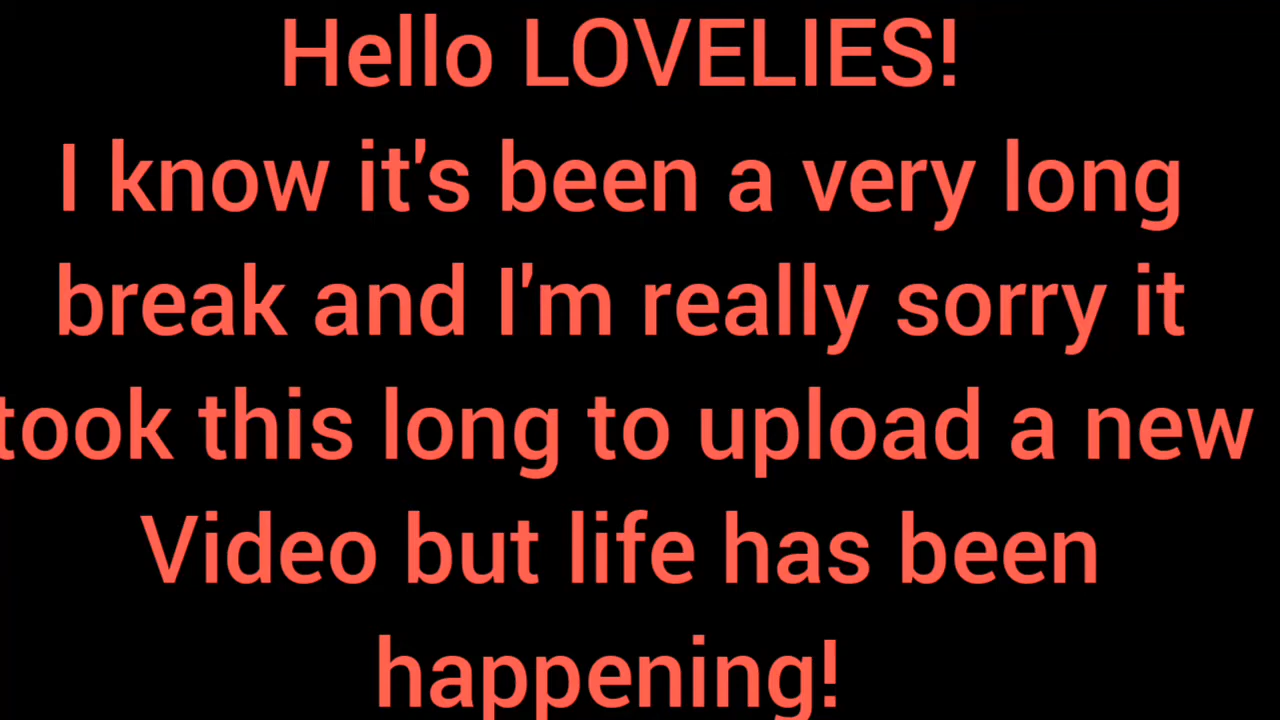 Hello LOVELIES!
I know it's been a very long
break and I'm really sorry it
took this long to upload a new
Video but life has been
happening!